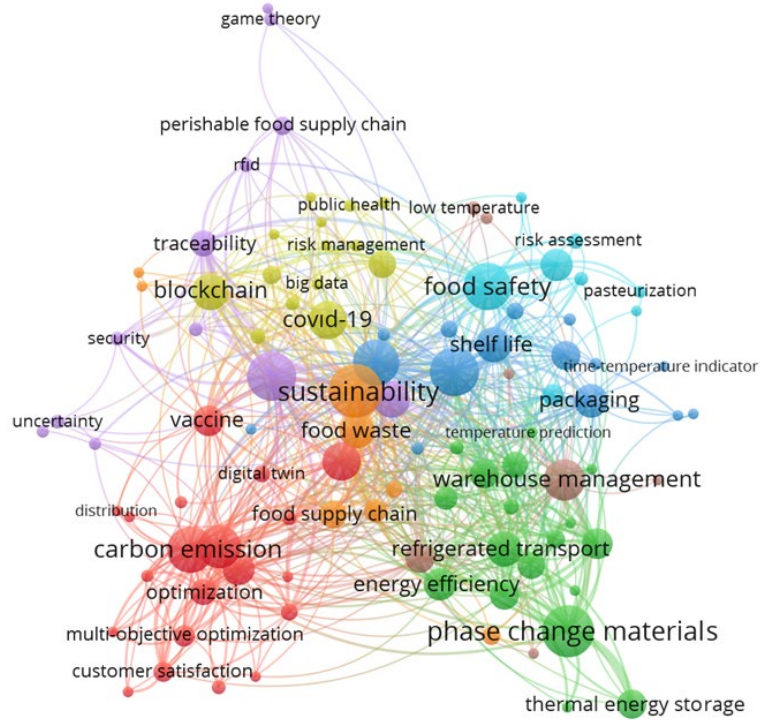 game theory
perishable food supply chain
rfid
public health
low temperature
traceability
risk management
risk assessment
blockchain
big data
food safety
pasteurization
covid-19
security
shelf life
time-temperature indicator
sustainability
packaging
uncertainty
vaccine
food waste
temperature prediction
digital twin
warehouse management
distribution
food supply chain
carbon emission
refrigerated transport
optimization
energy efficiency
multi-objective optimization
phase change materials
customer satisfaction
thermal energy storage